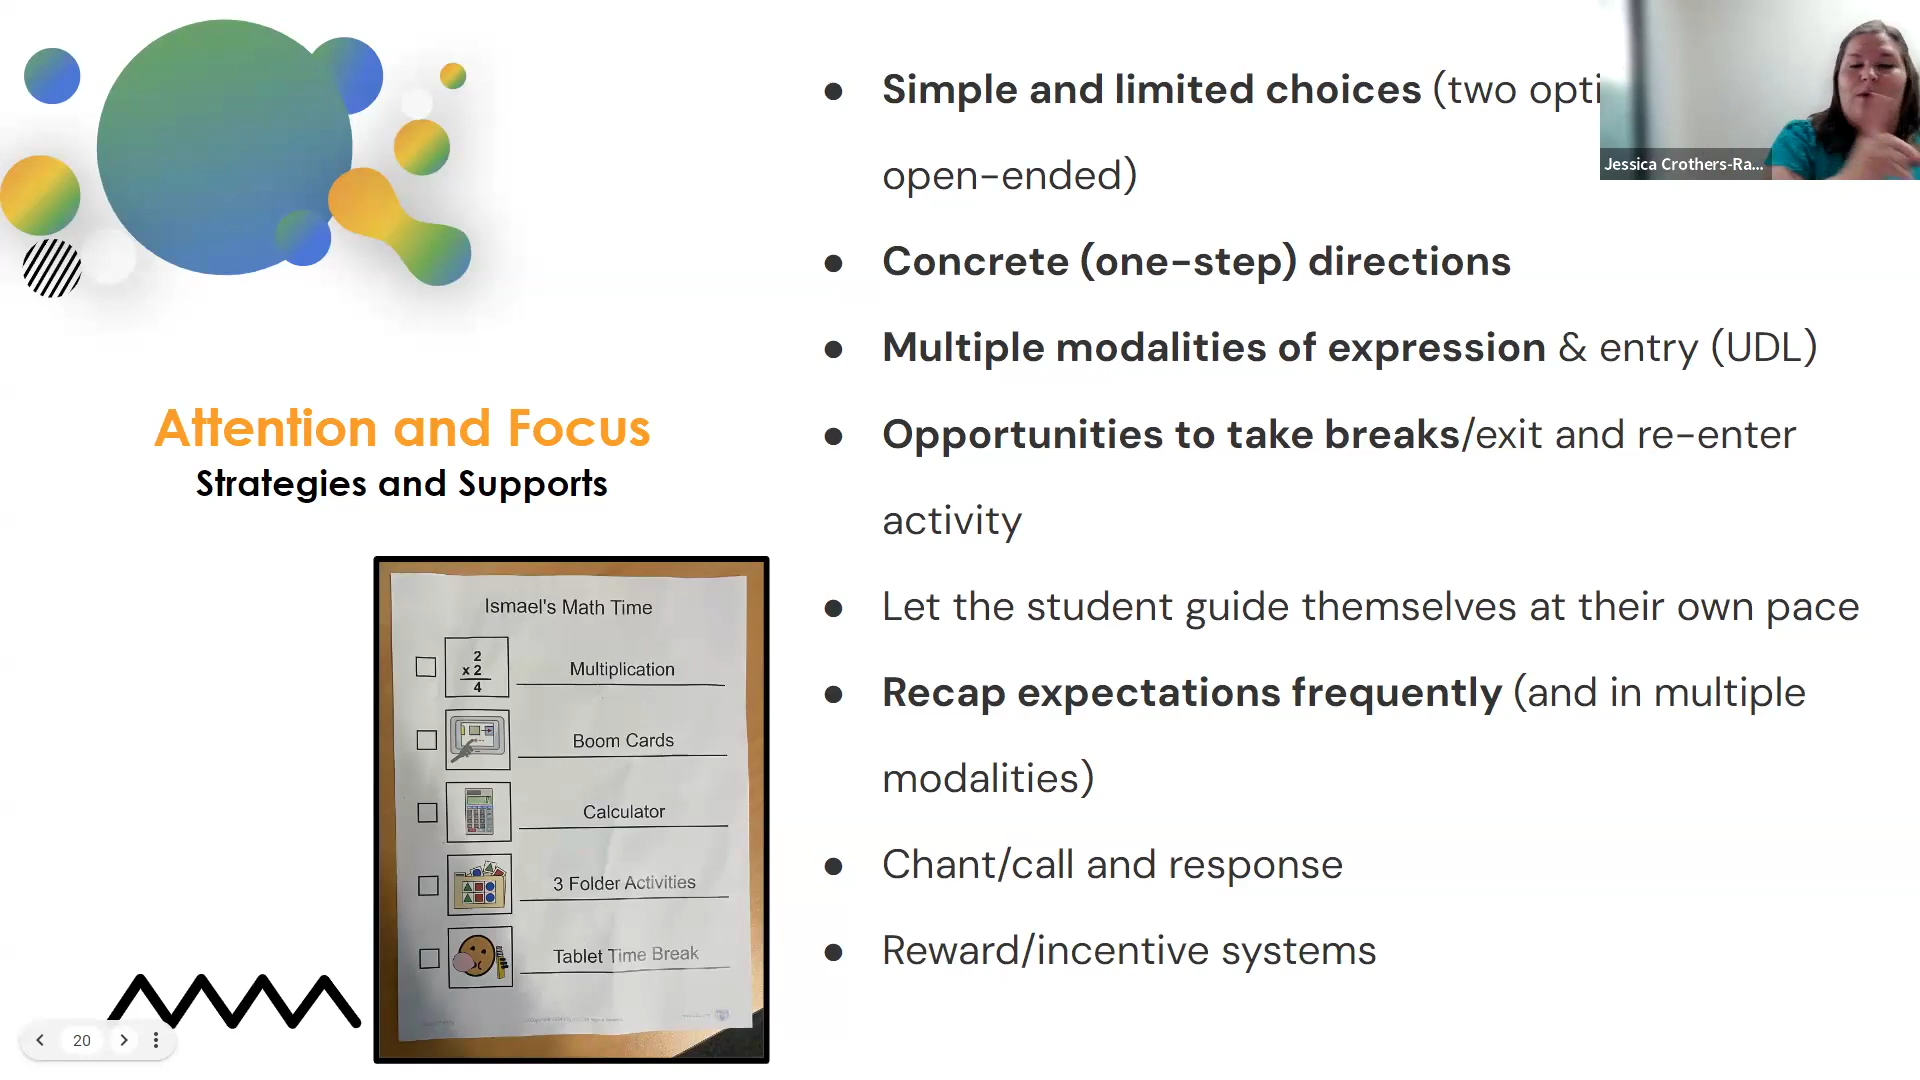 Simple and limited choices (two opti
open-ended)
Concrete (one-step) directions
Multiple modalities of expression & entry (UDL)
Opportunities to take breaks/exit and re-enter
activity
Let the student guide themselves at their own pace
Recap expectations frequently (and in multiple
modalities)
Chant/call and response
Reward/incentive systems
Jessica Crothers-Ra...
Attention and Focus
Strategies and Supports
Ismael's Math Time
2
x 2
4
Multiplication
Boom Cards
Calculator
3 Folder Activities
Tablet Time Break
20